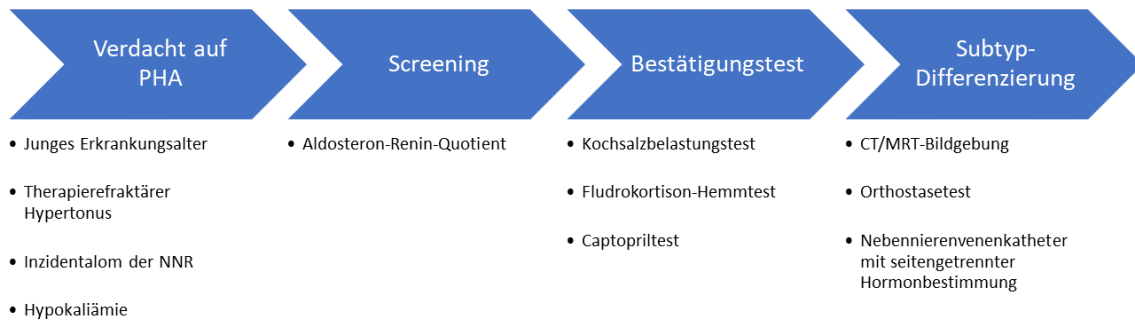 Verdacht auf
PHA
Screening
Bestätigungstest
Subtyp-
Differenzierung
• Junges Erkrankungsalter
• Therapierefraktärer
Hypertonus
• Inzidentalom der NNR
• Hypokaliämie
• Aldosteron-Renin-Quotient
• Kochsalzbelastungstest
• Fludrokortison-Hemmtest
• Captopriltest
• CT/MRT-Bildgebung
• Orthostasetest
• Nebennierenvenenkatheter
mit seitengetrennter
Hormonbestimmung